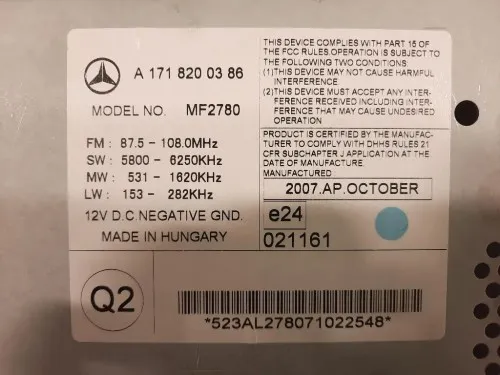 A 171 820 03 86
MODEL NO. MF2780
FM : 87.5 - 108.0MHz
SW : 5800 - 6250KHz
MW : 531 - 1620KHz
LW : 153 - 282KHz
12V D.C NEGATIVE GND.
MADE IN HUNGARY
THIS DEVICE COMPLIES WITH PART 15 OF
THE FCC RULES. OPERATION IS SUBJECT TO
THE FOLLOWING TWO CONDITIONS:
(1)THIS DEVICE MAY NOT CAUSE HARMFUL
INTERFERENCE
(2)THIS DEVICE MUST ACCEPT ANY INTER-
FERENCE RECEIVED INCLUDING INTER-
FERENCE THAT MAY CAUSE UNDESIRED
OPERATION
PRODUCT IS CERTIFIED BY THE MANUFAC-
TURER TO COMPLY WITH DHHS RULES 21
CFR SUBCHAPTER J APPLICATION AT THE
DATE OF MANUFACTURE.
MANUFACTURED
2007.AP.OCTOBER
e24
021161
Q2
*523AL278071022548*